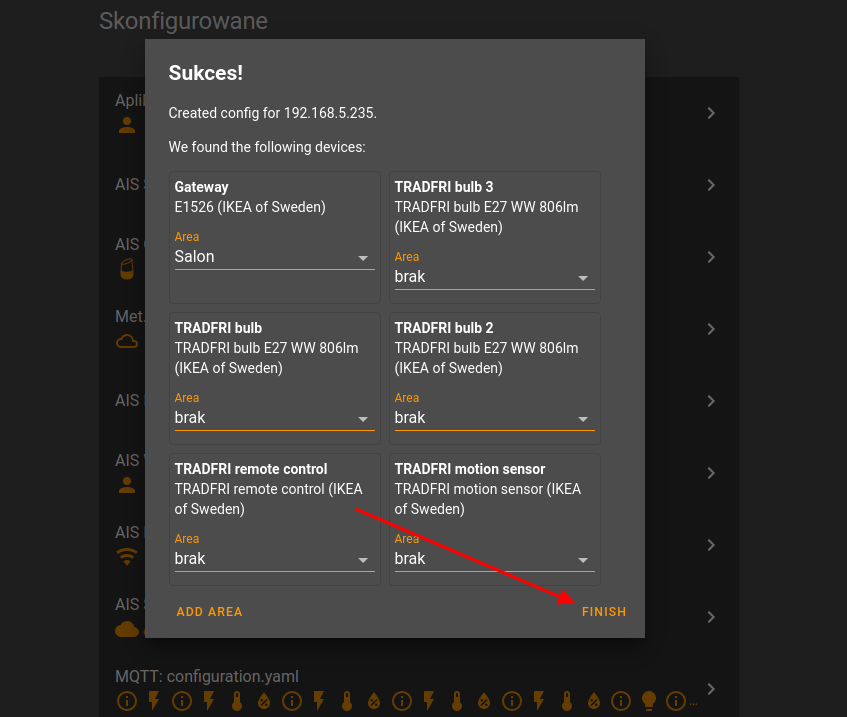 Skonfigurowane
Sukces!
Created config for 192.168.5.235.
We found the following devices:
Gateway
E1526 (IKEA of Sweden)
Area
Salon
TRADFRI bulb 3
TRADFRI bulb E27 WW 806lm
(IKEA of Sweden)
Area
brak
TRADFRI bulb
TRADFRI bulb E27 WW 806lm
(IKEA of Sweden)
Area
brak
TRADFRI bulb 2
TRADFRI bulb E27 WW 806lm
(IKEA of Sweden)
Area
brak
TRADFRI remote control
TRADFRI remote control (IKEA
of Sweden)
Area
brak
TRADFRI motion sensor
TRADFRI motion sensor (IKEA
of Sweden)
Area
brak
ADD AREA
FINISH
AIS
AIS
Met.
AIS
AIS
AIS
AIS
MQTT: configuration.yaml
...